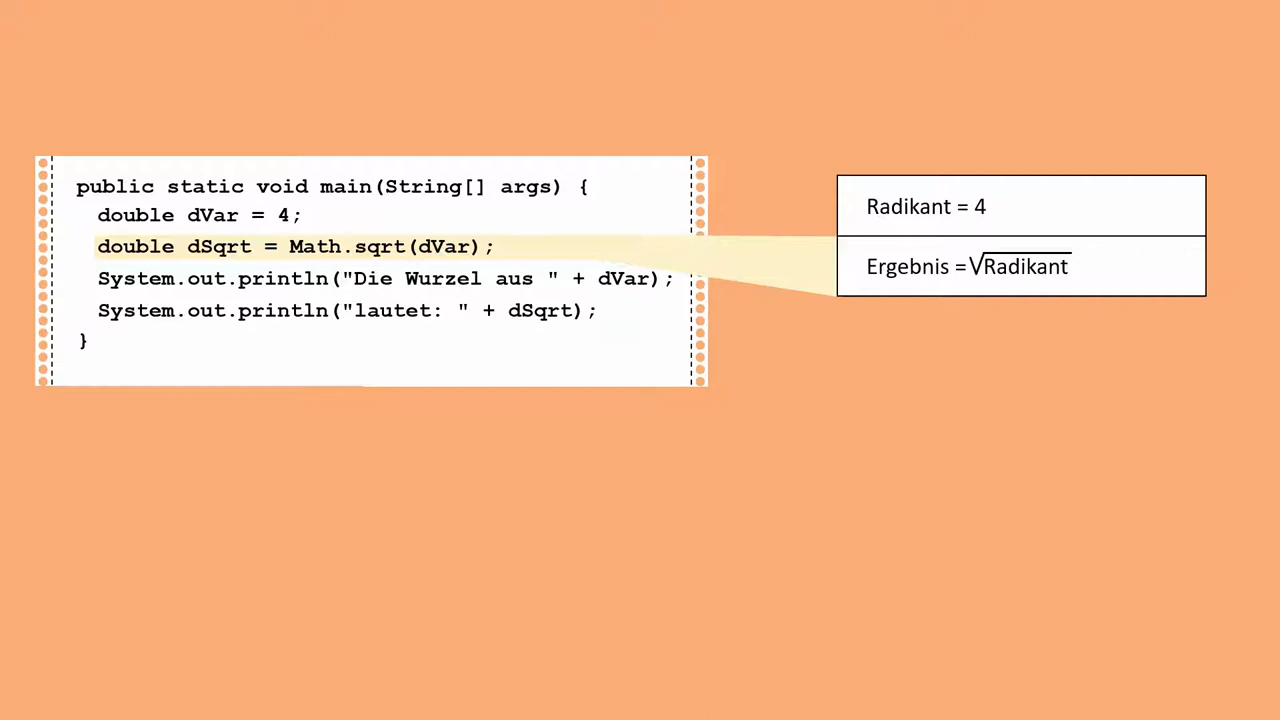 public static void main(String[] args) {
double dVar = 4;
double dSqrt = Math.sqrt(dVar);
System.out.println("Die Wurzel aus " + dVar);
System.out.println("lautet: " + dSqrt);
}
Radikant = 4
Ergebnis =√Radikant